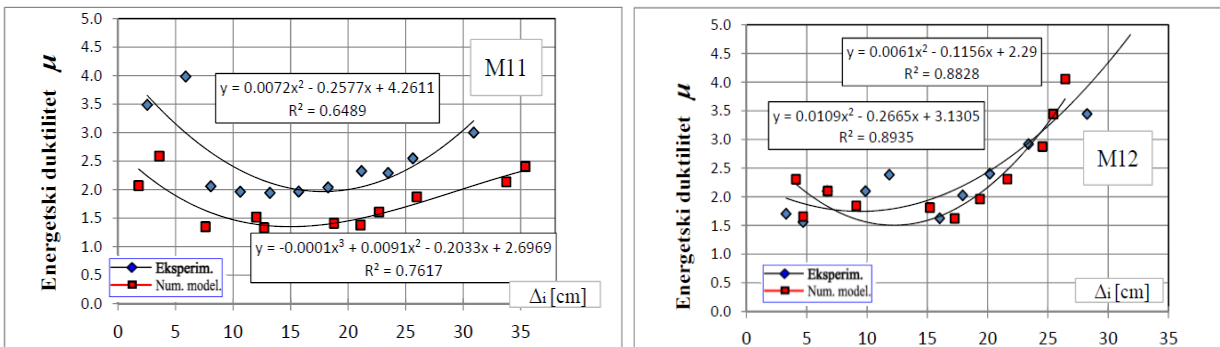 Energetski duktilitet μ
5.0
4.5
4.0
3.5
3.0
2.5
2.0
1.5
1.0
0.5
0.0
M11
y = 0.0072x² - 0.2577x + 4.2611
R² = 0.6489
y = -0.0001x³ + 0.0091x² - 0.2033x + 2.6969
R² = 0.7617
Eksperim.
Num. model.
Δi [cm]
0 5 10 15 20 25 30 35
Energetski duktilitet μ
5.0
4.5
4.0
3.5
3.0
2.5
2.0
1.5
1.0
0.5
0.0
y = 0.0061x² - 0.1156x + 2.29
R² = 0.8828
y = 0.0109x² - 0.2665x + 3.1305
R² = 0.8935
M12
Eksperim.
Num. model.
Δi [cm]
0 5 10 15 20 25 30 35